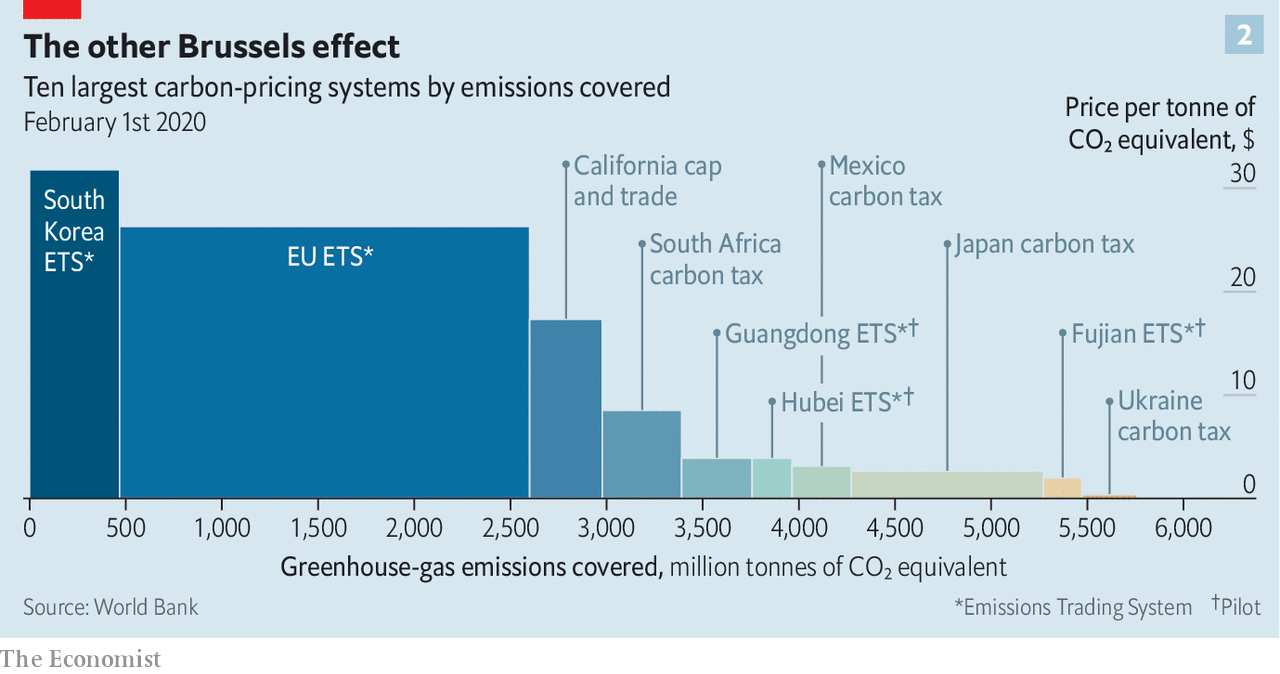 The other Brussels effect
2
Ten largest carbon-pricing systems by emissions covered
February 1st 2020
Price per tonne of
CO₂ equivalent, $
30
20
10
0
South
Korea
ETS*
EU ETS*
California cap
and trade
South Africa
carbon tax
Guangdong ETS*†
Hubei ETS*†
Mexico
carbon tax
Japan carbon tax
Fujian ETS*†
Ukraine
carbon tax
0 500 1,000 1,500 2,000 2,500 3,000 3,500 4,000 4,500 5,000 5,500 6,000
Greenhouse-gas emissions covered, million tonnes of CO₂ equivalent
Source: World Bank
*Emissions Trading System †Pilot
The Economist